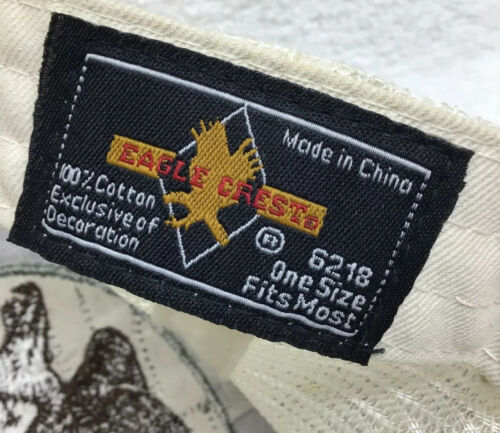 Made in China
EAGLE CREST®
100% Cotton
Exclusive of
Decoration
®
6218
One Size
Fits Most